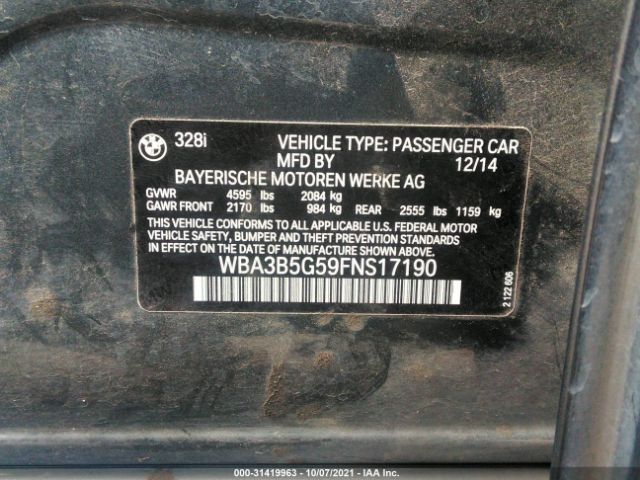 328i VEHICLE TYPE: PASSENGER CAR
MFD BY 12/14
BAYERISCHE MOTOREN WERKE AG
GVWR 4595 lbs 2084 kg
GAWR FRONT 2170 lbs 984 kg REAR 2555 lbs 1159 kg
THIS VEHICLE CONFORMS TO ALL APPLICABLE U.S. FEDERAL MOTOR
VEHICLE SAFETY, BUMPER AND THEFT PREVENTION STANDARDS IN
EFFECT ON THE DATE OF MANUFACTURE SHOWN ABOVE.
WBA3B5G59FNS17190
2 122 606
000-31419963 - 10/07/2021 - IAA Inc.